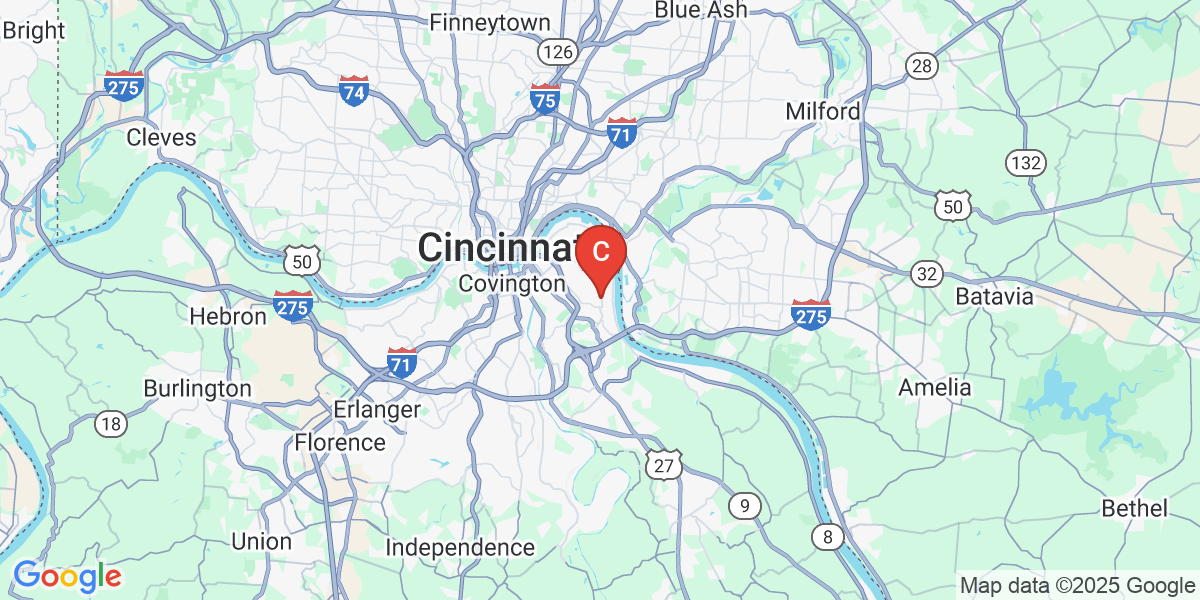 Bright
Finneytown
Blue Ash
126
28
275
74
75
Milford
71
Cleves
132
50
Cincinnat
C
50
Covington
32
Batavia
275
Hebron
275
71
Burlington
Amelia
Erlanger
18
Florence
27
9
Bethel
8
Union
Independence
Google
Map data ©2025 Google